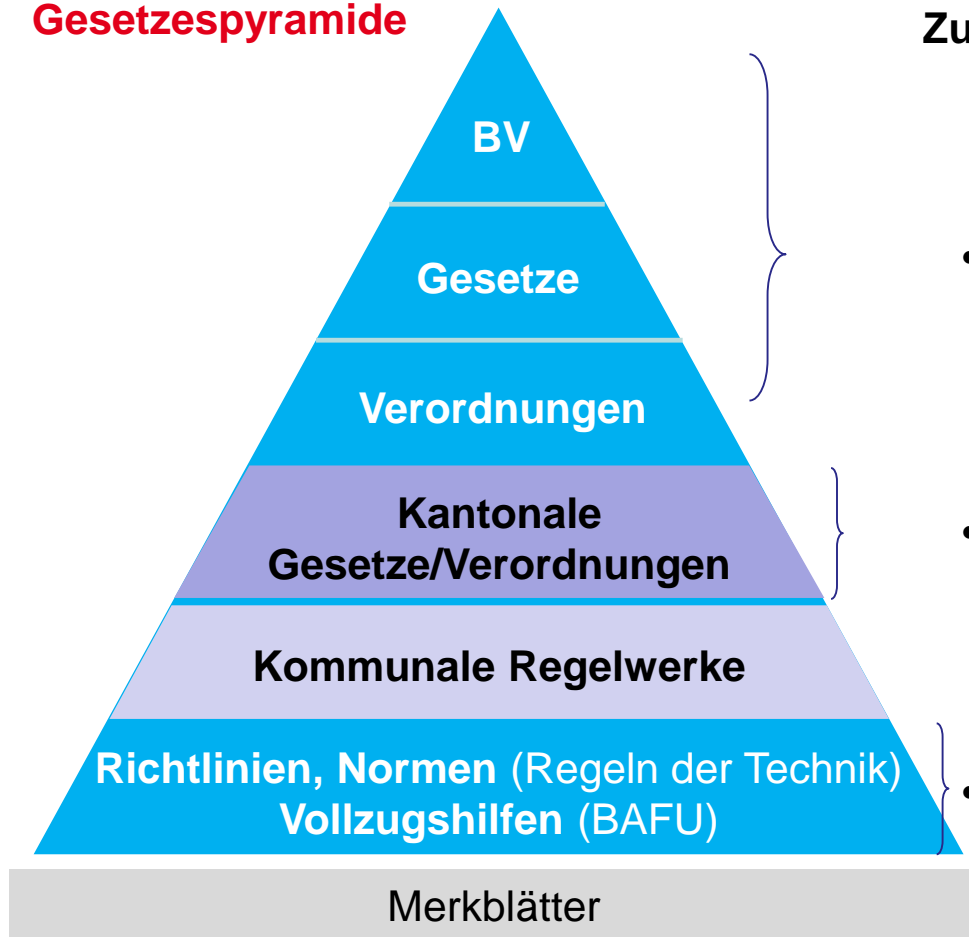 Gesetzespyramide
Zu
BV
•
Gesetze
Verordnungen
Kantonale
Gesetze/Verordnungen
•
Kommunale Regelwerke
Richtlinien, Normen (Regeln der Technik)
•
Vollzugshilfen (BAFU)
Merkblätter